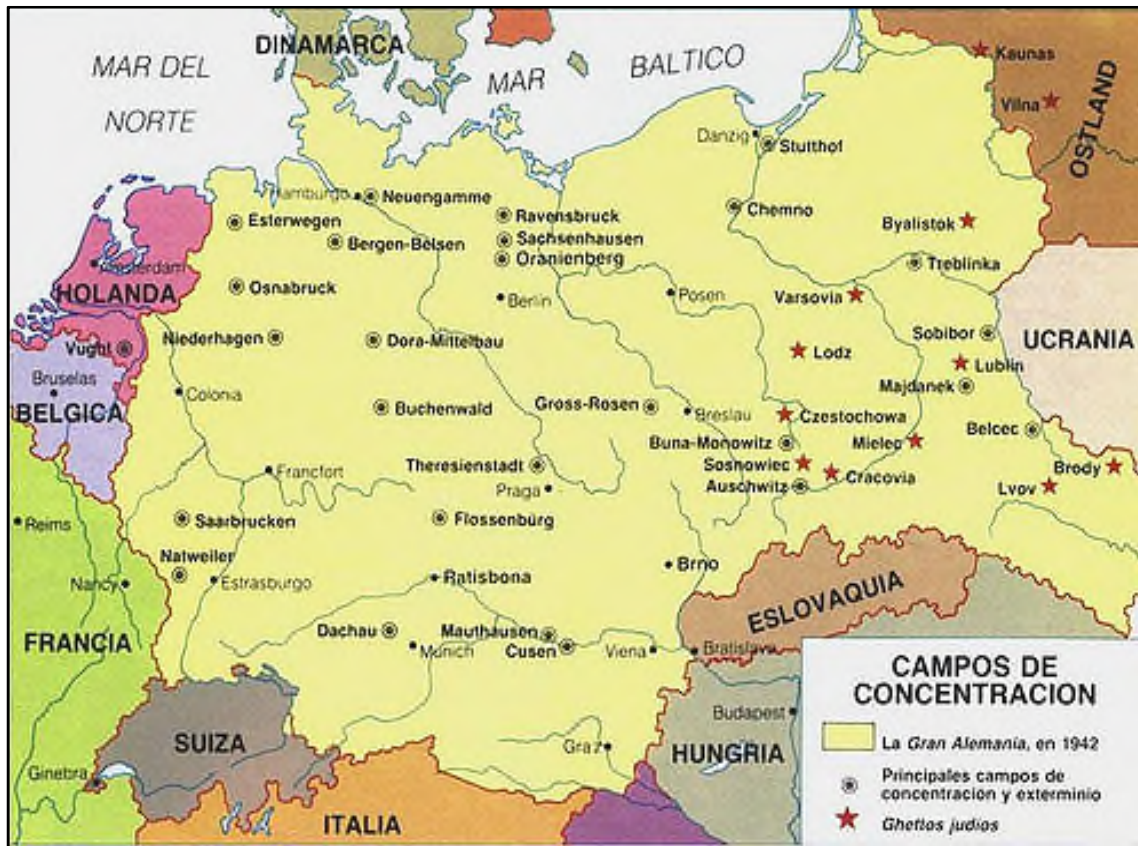 DINAMARCA
MAR DEL
NORTE
MAR
BALTICO
Kaunas
Vilna
OSTLAND
Danzig
Stutthof
Hamburgo
Neuengamme
Esterwegen
Bergen-Belsen
Ravensbruck
Sachsenhausen
Oranienberg
Chemno
Byalistok
Treblinka
Amsterdam
HOLANDA
Osnabruck
Berlín
Posen
Varsovia
Niederhagen
Dora-Mittelbau
Lodz
Sobibor
Lublin
Majdanek
UCRANIA
Vught
Bruselas
BELGICA
Colonia
Buchenwald
Gross-Rosen
Breslau
Czestochowa
Buna-Monowitz
Mielec
Belcec
Francfort
Theresienstadt
Praga
Sosnowiec
Auschwitz
Cracovia
Brody
Lvov
Reims
Saarbrucken
Flossenbürg
Natweiler
Nancy
Estrasburgo
Ratisbona
Brno
ESLOVAQUIA
FRANCIA
Dachau
Munich
Mauthausen
Cusen
Viena
Bratislava
SUIZA
Ginebra
Graz
Budapest
HUNGRIA
ITALIA
CAMPOS DE
CONCENTRACION
La Gran Alemania, en 1942
Principales campos de
concentracion y exterminio
Ghettos judios